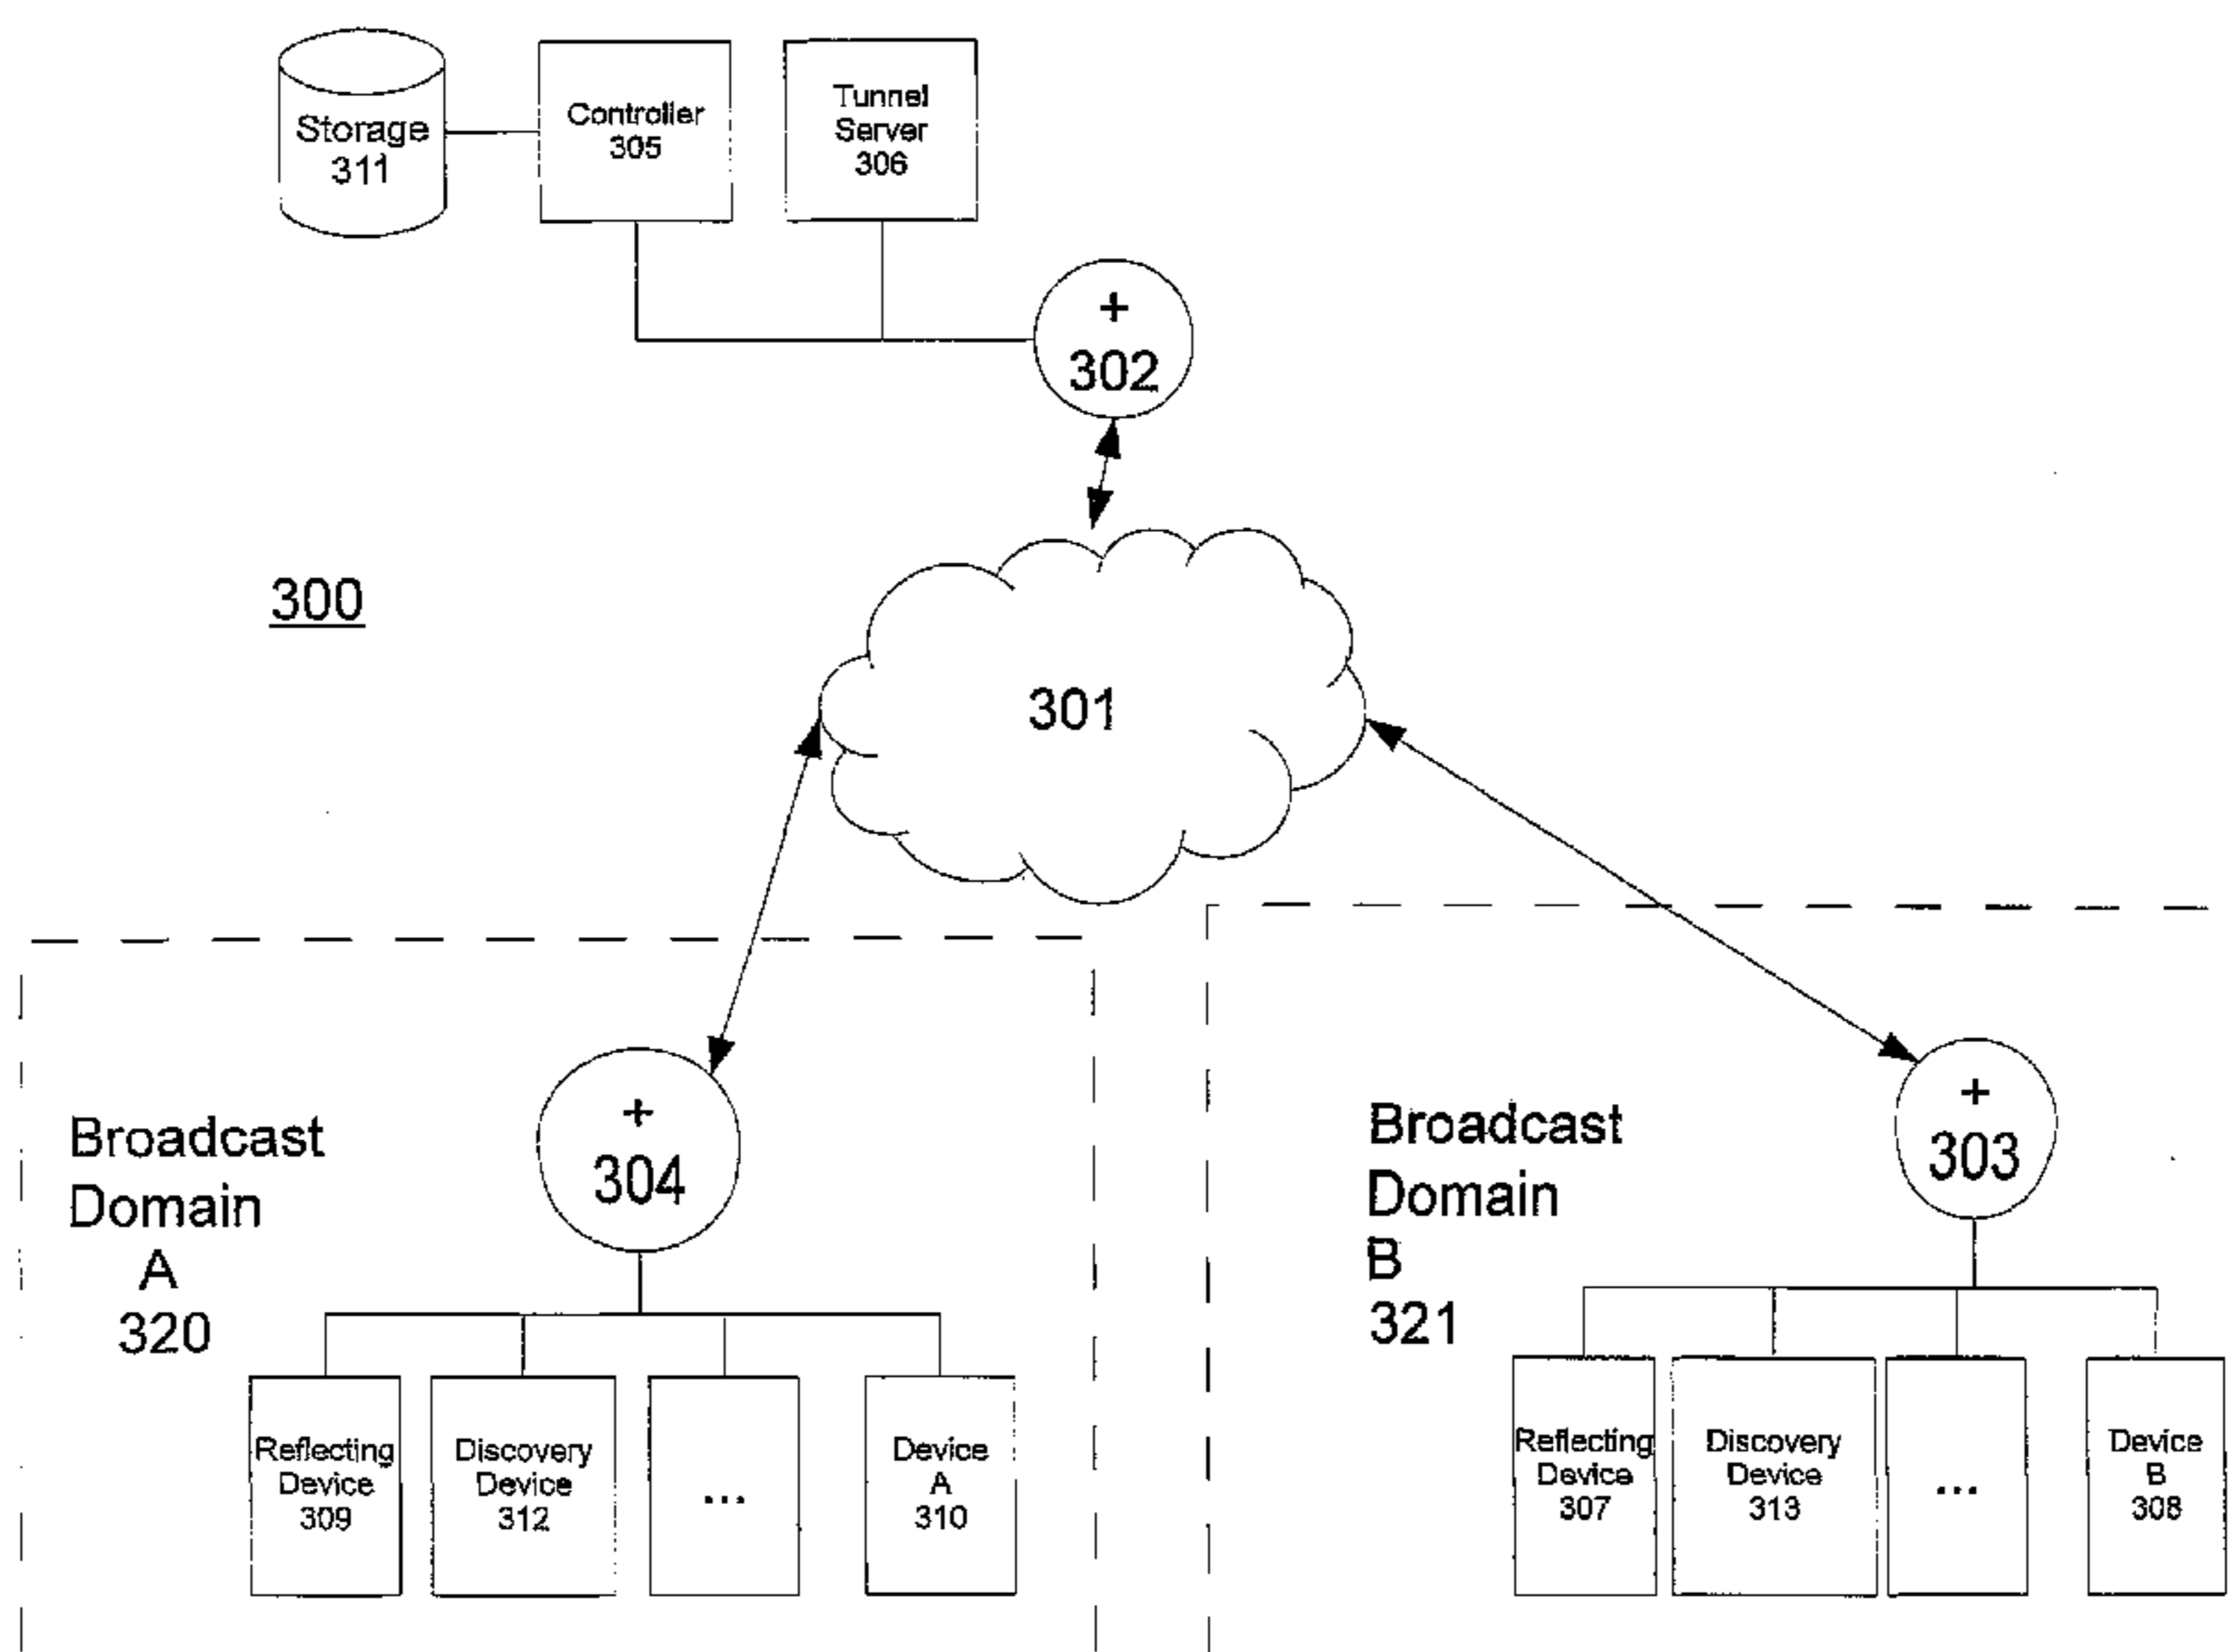 Storage
311
Controller
305
Tunnel
Server
306
+
302
300
301
Broadcast
Domain
A
320
+
304
Reflecting
Device
309
Discovery
Device
312
...
Device
A
310
Broadcast
Domain
B
321
+
303
Reflecting
Device
307
Discovery
Device
313
...
Device
B
308